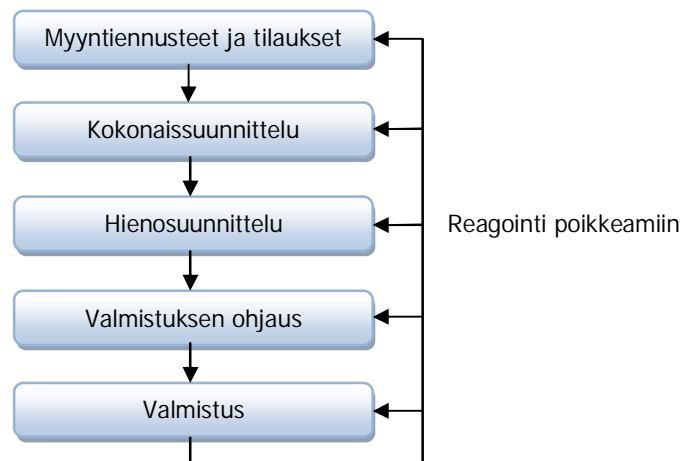 Myyntiennusteet ja tilaukset
Kokonaissuunnittelu
Hienosuunnittelu
Reagointi poikkeamiin
Valmistuksen ohjaus
Valmistus